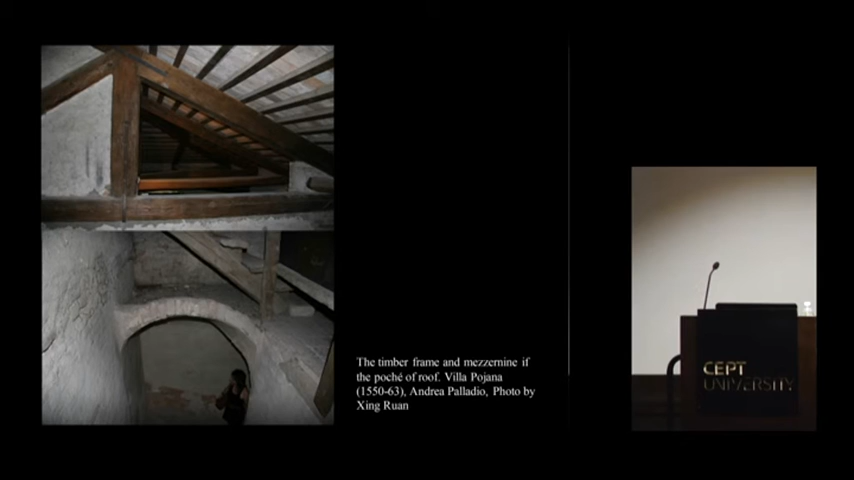 The timber frame and mezzernine if
the poché of roof. Villa Pojana
(1550-63), Andrea Palladio, Photo by
Xing Ruan
CEPT
UNIVERSITY